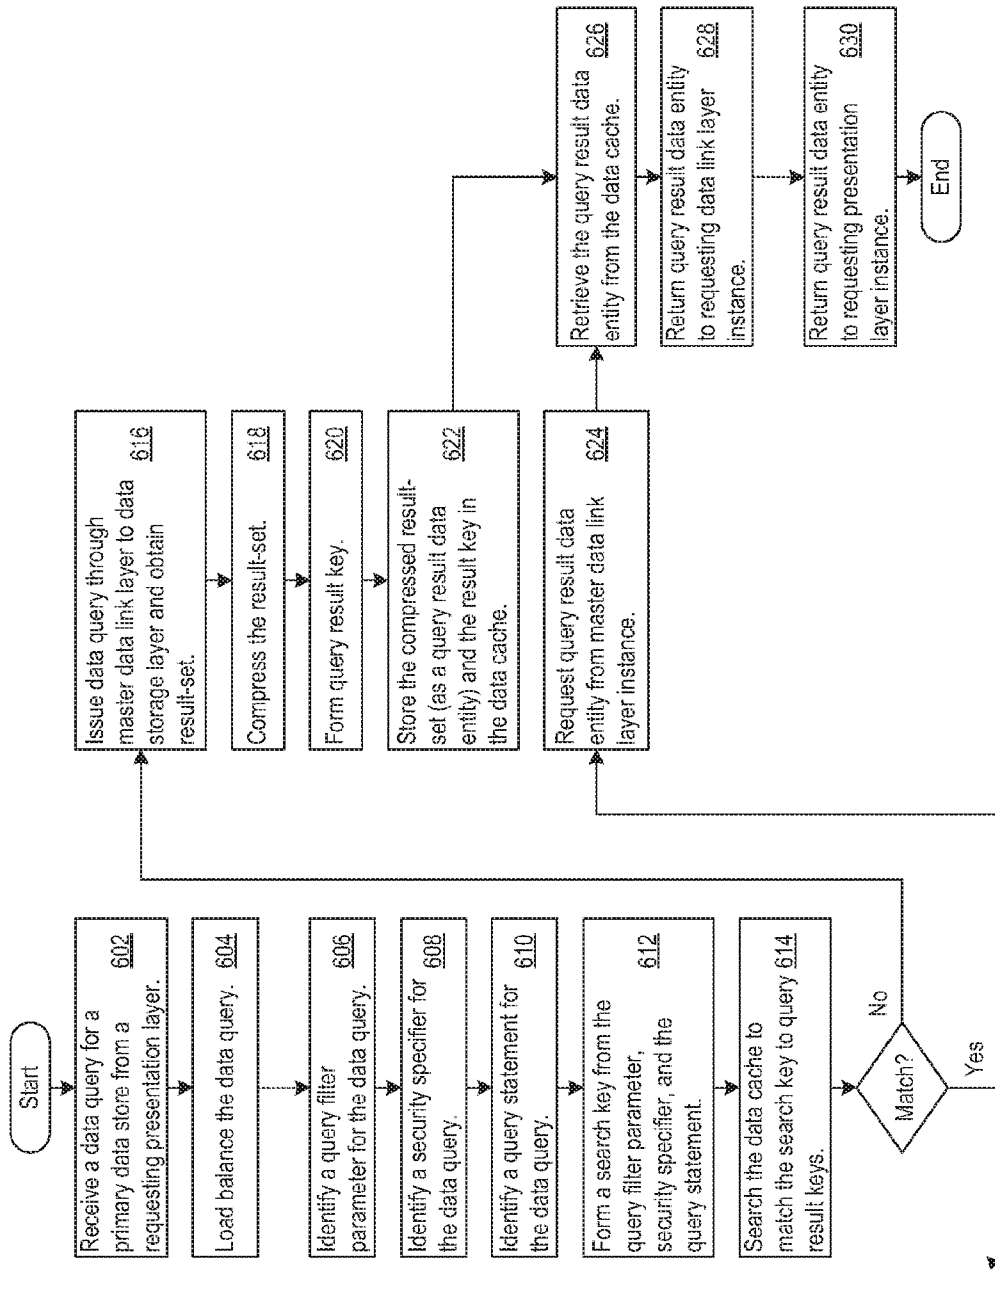 Start
Receive a data query for a
primary data store from a 602
requesting presentation layer.
Load balance the data query. 604
Identify a query filter 606
parameter for the data query.
Identify a security specifier for
the data query. 608
Identify a query statement for
the data query. 610
Form a search key from the
query filter parameter, 612
security specifier, and the
query statement.
Search the data cache to
match the search key to query 614
result keys.
Match?
No
Yes
Issue data query through
master data link layer to data
storage layer and obtain 616
result-set.
Compress the result-set. 618
Form query result key. 620
Store the compressed result-
set (as a query result data 622
entity) and the result key in
the data cache.
Request query result data
entity from master data link 624
layer instance.
Retrieve the query result data
entity from the data cache. 626
Return query result data entity
to requesting data link layer 628
instance.
Return query result data entity
to requesting presentation 630
layer instance.
End